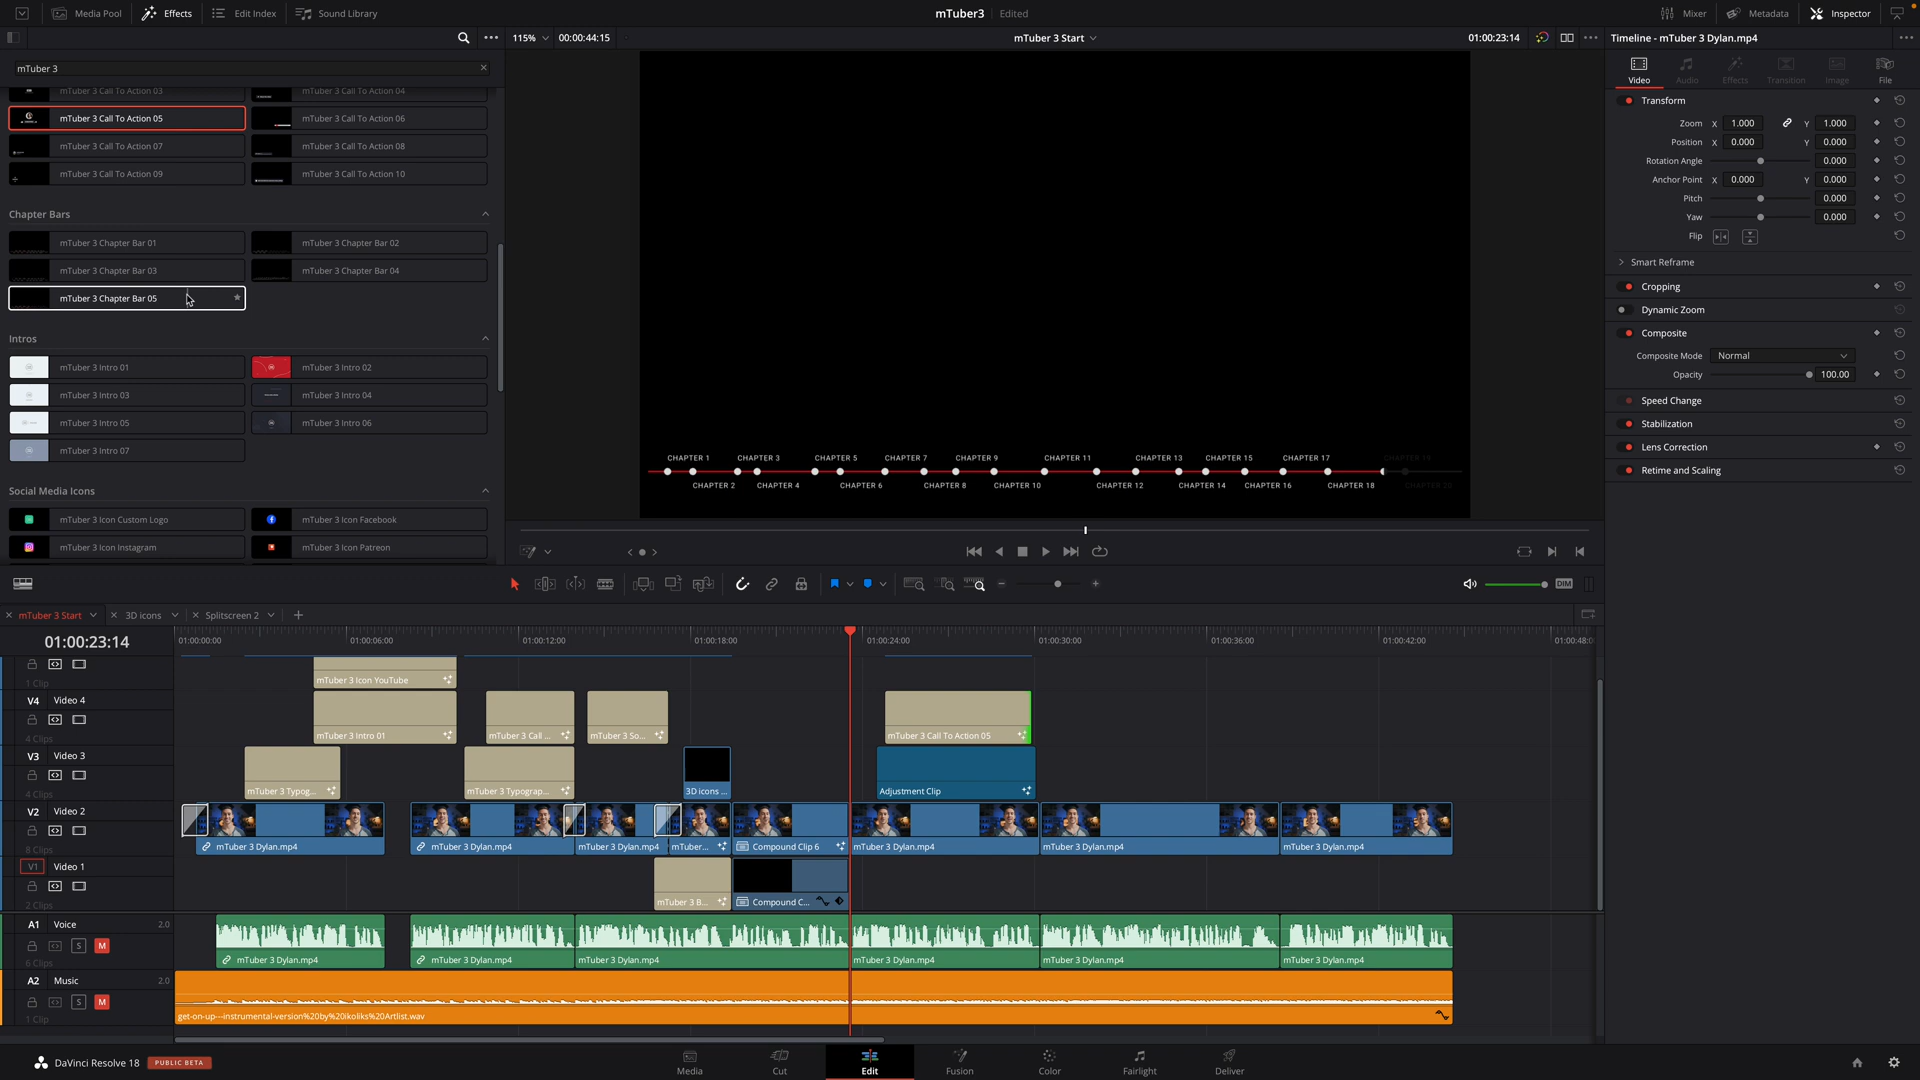 Media Pool
Effects
Edit Index
Sound Library
mTuber3
Edited
Mixer
Metadata
Inspector
115%
00:00:44:15
mTuber 3 Start
01:00:23:14
Timeline - mTuber 3 Dylan.mp4
mTuber 3
Video
Audio
Effects
Transition
Image
File
mTuber 3 Call To Action 03
mTuber 3 Call To Action 04
mTuber 3 Call To Action 05
mTuber 3 Call To Action 06
mTuber 3 Call To Action 07
mTuber 3 Call To Action 08
mTuber 3 Call To Action 09
mTuber 3 Call To Action 10
Chapter Bars
mTuber 3 Chapter Bar 01
mTuber 3 Chapter Bar 02
mTuber 3 Chapter Bar 03
mTuber 3 Chapter Bar 04
mTuber 3 Chapter Bar 05
Intros
mTuber 3 Intro 01
mTuber 3 Intro 02
mTuber 3 Intro 03
mTuber 3 Intro 04
mTuber 3 Intro 05
mTuber 3 Intro 06
mTuber 3 Intro 07
Social Media Icons
mTuber 3 Icon Custom Logo
mTuber 3 Icon Facebook
mTuber 3 Icon Instagram
mTuber 3 Icon Patreon
CHAPTER 1 CHAPTER 3 CHAPTER 5 CHAPTER 7 CHAPTER 9 CHAPTER 11 CHAPTER 13 CHAPTER 15 CHAPTER 17 CHAPTER 19
CHAPTER 2 CHAPTER 4 CHAPTER 6 CHAPTER 8 CHAPTER 10 CHAPTER 12 CHAPTER 14 CHAPTER 16 CHAPTER 18 CHAPTER 20
Transform
Zoom X 1.000 Y 1.000
Position X 0.000 Y 0.000
Rotation Angle 0.000
Anchor Point X 0.000 Y 0.000
Pitch 0.000
Yaw 0.000
Flip
Smart Reframe
Cropping
Dynamic Zoom
Composite
Composite Mode Normal
Opacity 100.00
Speed Change
Stabilization
Lens Correction
Retime and Scaling
DIM
mTuber 3 Start
3D icons
Splitscreen 2
01:00:23:14
01:00:00:00
01:00:06:00
01:00:12:00
01:00:18:00
01:00:24:00
01:00:30:00
01:00:36:00
01:00:42:00
01:00:48:
1 Clip
mTuber 3 Icon YouTube
V4 Video 4
4 Clips
mTuber 3 Intro 01
mTuber 3 Call ...
mTuber 3 So...
mTuber 3 Call To Action 05
V3 Video 3
4 Clips
mTuber 3 Typog...
mTuber 3 Typograp...
3D icons ...
Adjustment Clip
V2 Video 2
8 Clips
mTuber 3 Dylan.mp4
mTuber 3 Dylan.mp4
mTuber 3 Dylan.mp4
mTuber...
Compound Clip 6
mTuber 3 Dylan.mp4
mTuber 3 Dylan.mp4
mTuber 3 Dylan.mp4
V1 Video 1
2 Clips
mTuber 3 B...
Compound C...
A1 Voice 2.0
S M
6 Clips
mTuber 3 Dylan.mp4
mTuber 3 Dylan.mp4
mTuber 3 Dylan.mp4
mTuber 3 Dylan.mp4
mTuber 3 Dylan.mp4
mTuber 3 Dylan.mp4
A2 Music 2.0
S M
1 Clip
get-on-up---instrumental-version%20by%20ikoliks%20Artlist.wav
DaVinci Resolve 18
PUBLIC BETA
Media
Cut
Edit
Fusion
Color
Fairlight
Deliver